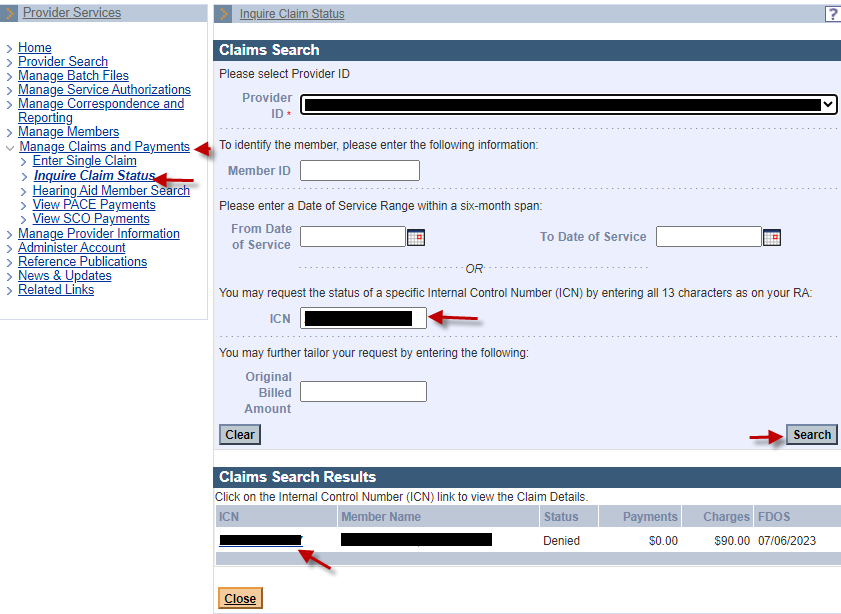 Provider Services
Home
Provider Search
Manage Batch Files
Manage Service Authorizations
Manage Correspondence and
Reporting
Manage Members
Manage Claims and Payments
Enter Single Claim
Inquire Claim Status
Hearing Aid Member Search
View PACE Payments
View SCO Payments
Manage Provider Information
Administer Account
Reference Publications
News & Updates
Related Links
Inquire Claim Status
?
Claims Search
Please select Provider ID
Provider
ID *
To identify the member, please enter the following information:
Member ID
Please enter a Date of Service Range within a six-month span:
From Date
of Service
To Date of Service
OR
You may request the status of a specific Internal Control Number (ICN) by entering all 13 characters as on your RA:
ICN
You may further tailor your request by entering the following:
Original
Billed
Amount
Clear
Search
Claims Search Results
Click on the Internal Control Number (ICN) link to view the Claim Details.
ICN Member Name Status Payments Charges FDOS
Denied $0.00 $90.00 07/06/2023
Close